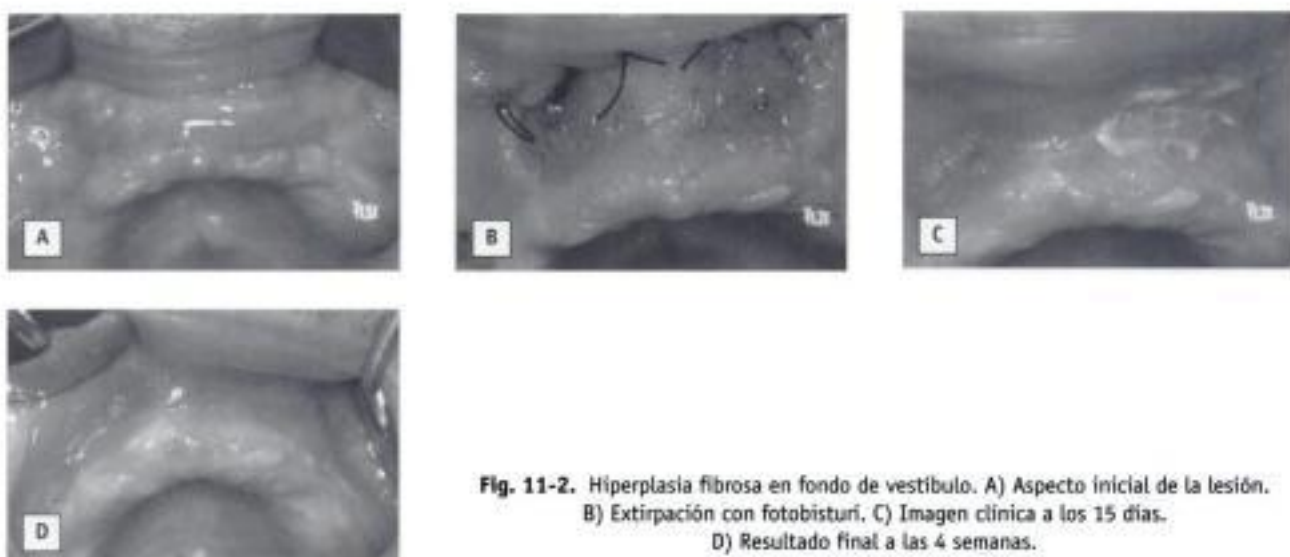 A
B
C
D
Fig. 11-2. Hiperplasia fibrosa en fondo de vestíbulo. A) Aspecto inicial de la lesión.
B) Extirpación con fotobisturí. C) Imagen clínica a los 15 días.
D) Resultado final a las 4 semanas.